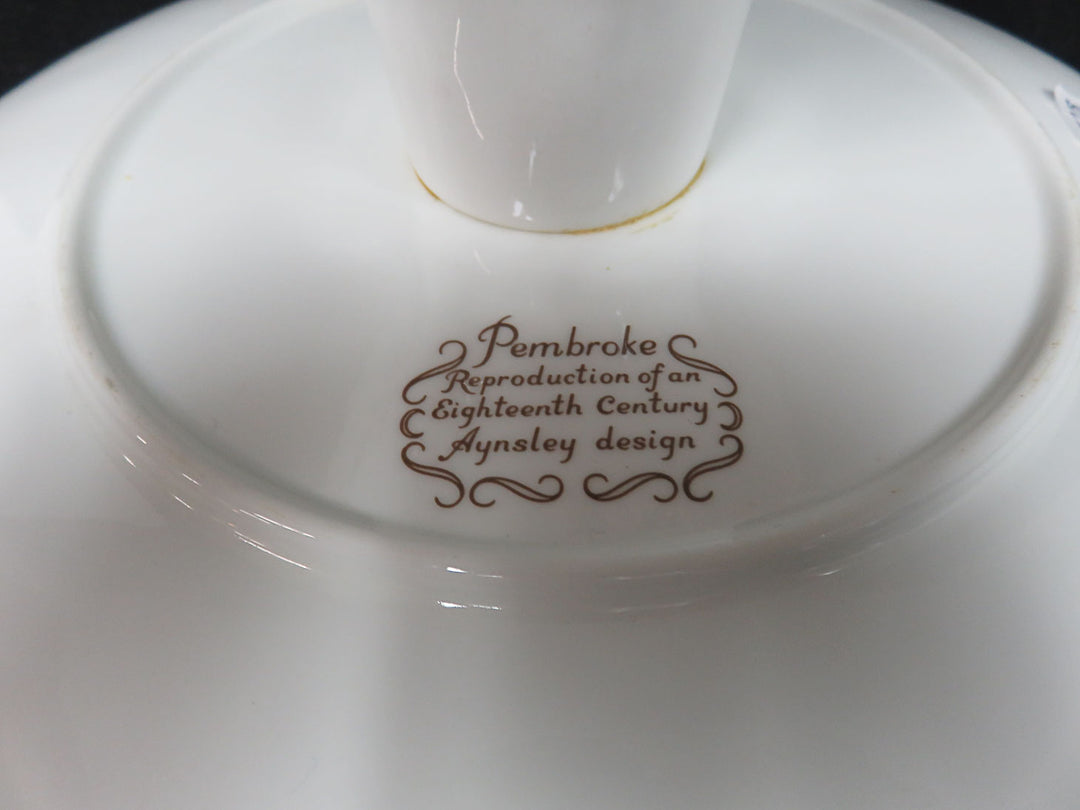 Pembroke
Reproduction of an
Eighteenth Century
Aynsley design